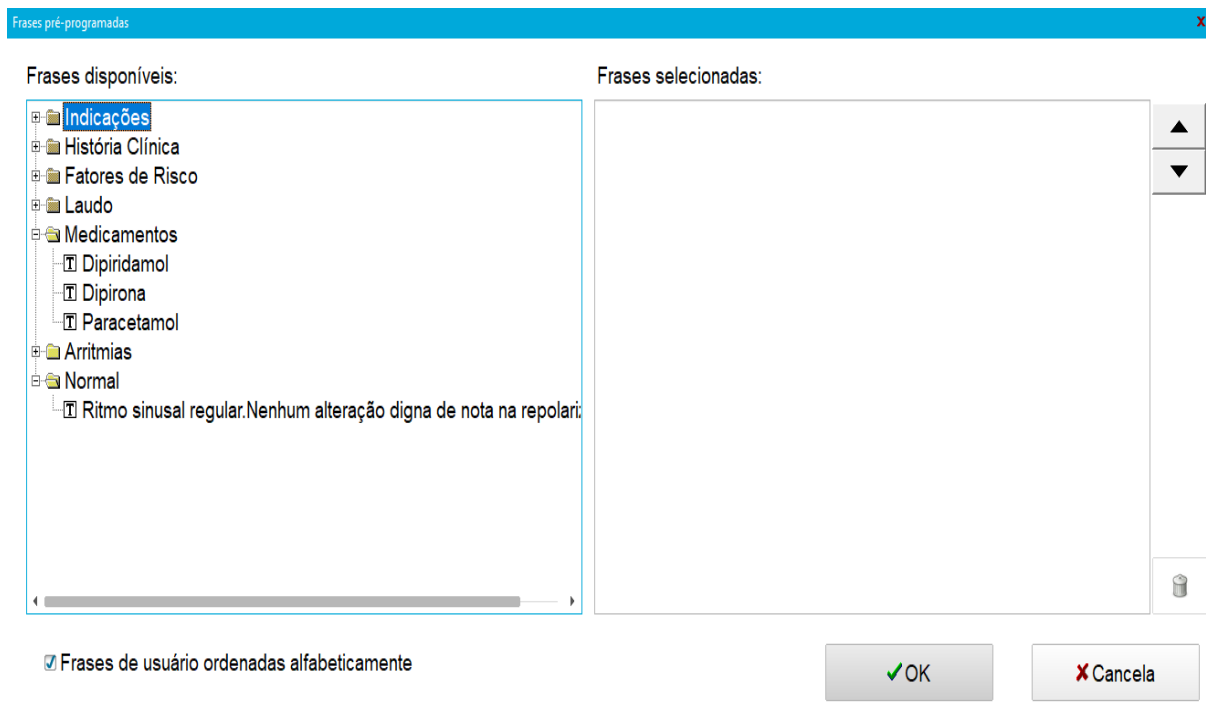 Frases pré-programadas
x
Frases disponíveis:
Frases selecionadas:
Indicações
História Clínica
Fatores de Risco
Laudo
Medicamentos
T Dipiridamol
T Dipirona
T Paracetamol
Arritmias
Normal
T Ritmo sinusal regular.Nenhum alteração digna de nota na
Frases de usuário ordenadas alfabeticamente
OK
Cancela